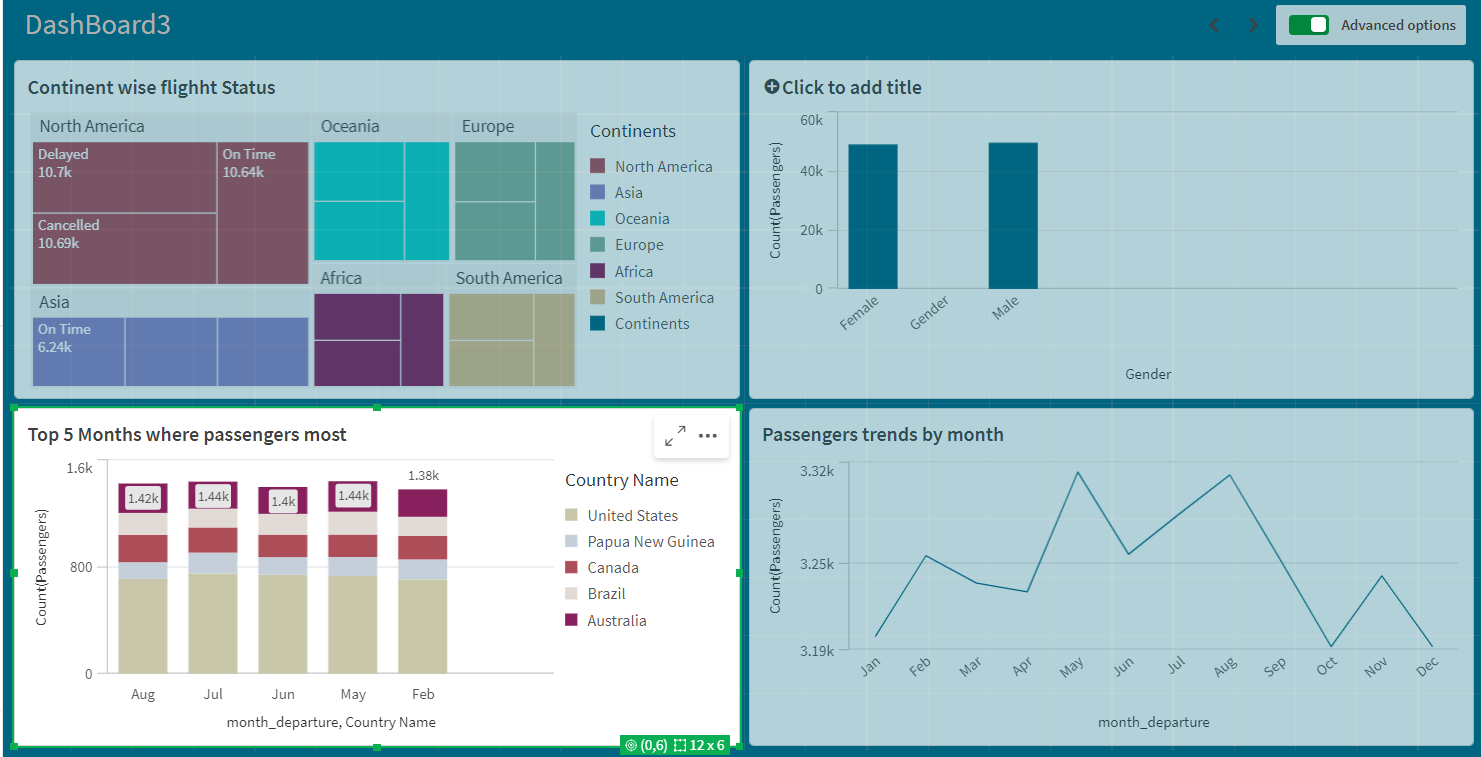 DashBoard3
Advanced options
Continent wise flighht Status
North America
Oceania
Europe
Delayed
10.7k
On Time
10.64k
Cancelled
10.69k
Africa
South America
Asia
On Time
6.24k
Continents
North America
Asia
Oceania
Europe
Africa
South America
Continents
Click to add title
Count(Passengers)
60k
40k
20k
0
Female
Gender
Male
Gender
Top 5 Months where passengers most
Count(Passengers)
1.6k
800
0
1.42k
1.44k
1.4k
1.44k
1.38k
Aug
Jul
Jun
May
Feb
month_departure, Country Name
Country Name
United States
Papua New Guinea
Canada
Brazil
Australia
(0,6) 12 x 6
Passengers trends by month
Count(Passengers)
3.32k
3.25k
3.19k
Jan
Feb
Mar
Apr
May
Jun
Jul
Aug
Sep
Oct
Nov
Dec
month_departure